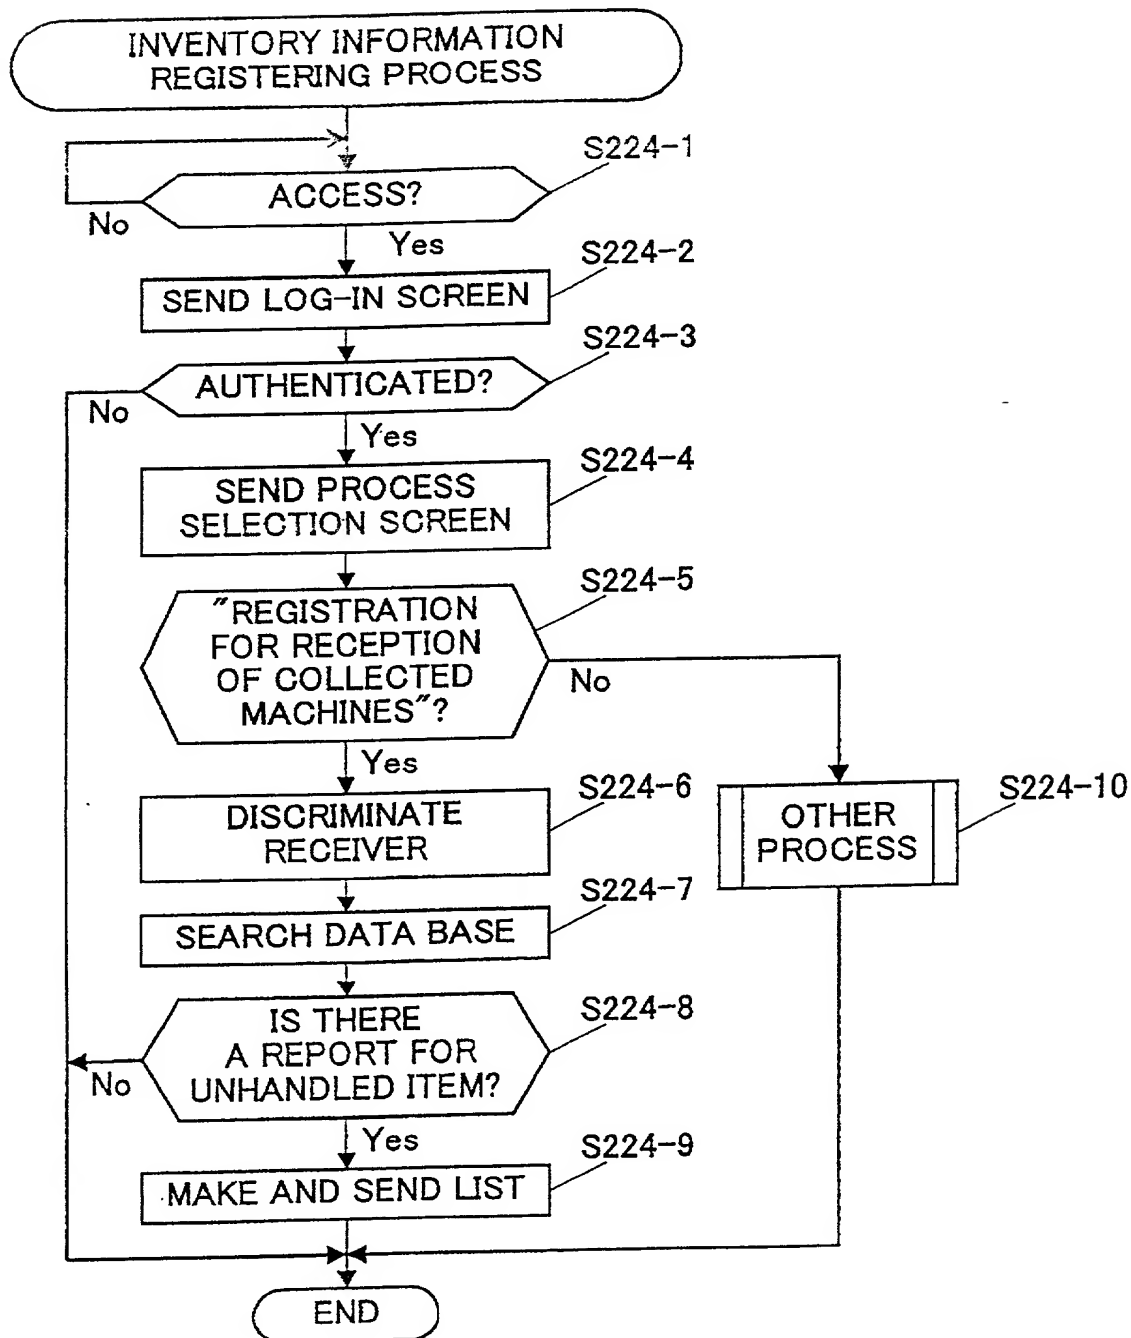 INVENTORY INFORMATION
REGISTERING PROCESS
S224-1
ACCESS?
No
Yes
S224-2
SEND LOG-IN SCREEN
S224-3
AUTHENTICATED?
No
Yes
S224-4
SEND PROCESS
SELECTION SCREEN
S224-5
"REGISTRATION
FOR RECEPTION
OF COLLECTED
MACHINES"?
No
Yes
S224-6
DISCRIMINATE
RECEIVER
S224-10
OTHER
PROCESS
S224-7
SEARCH DATA BASE
S224-8
IS THERE
A REPORT FOR
UNHANDLED ITEM?
No
Yes
S224-9
MAKE AND SEND LIST
END